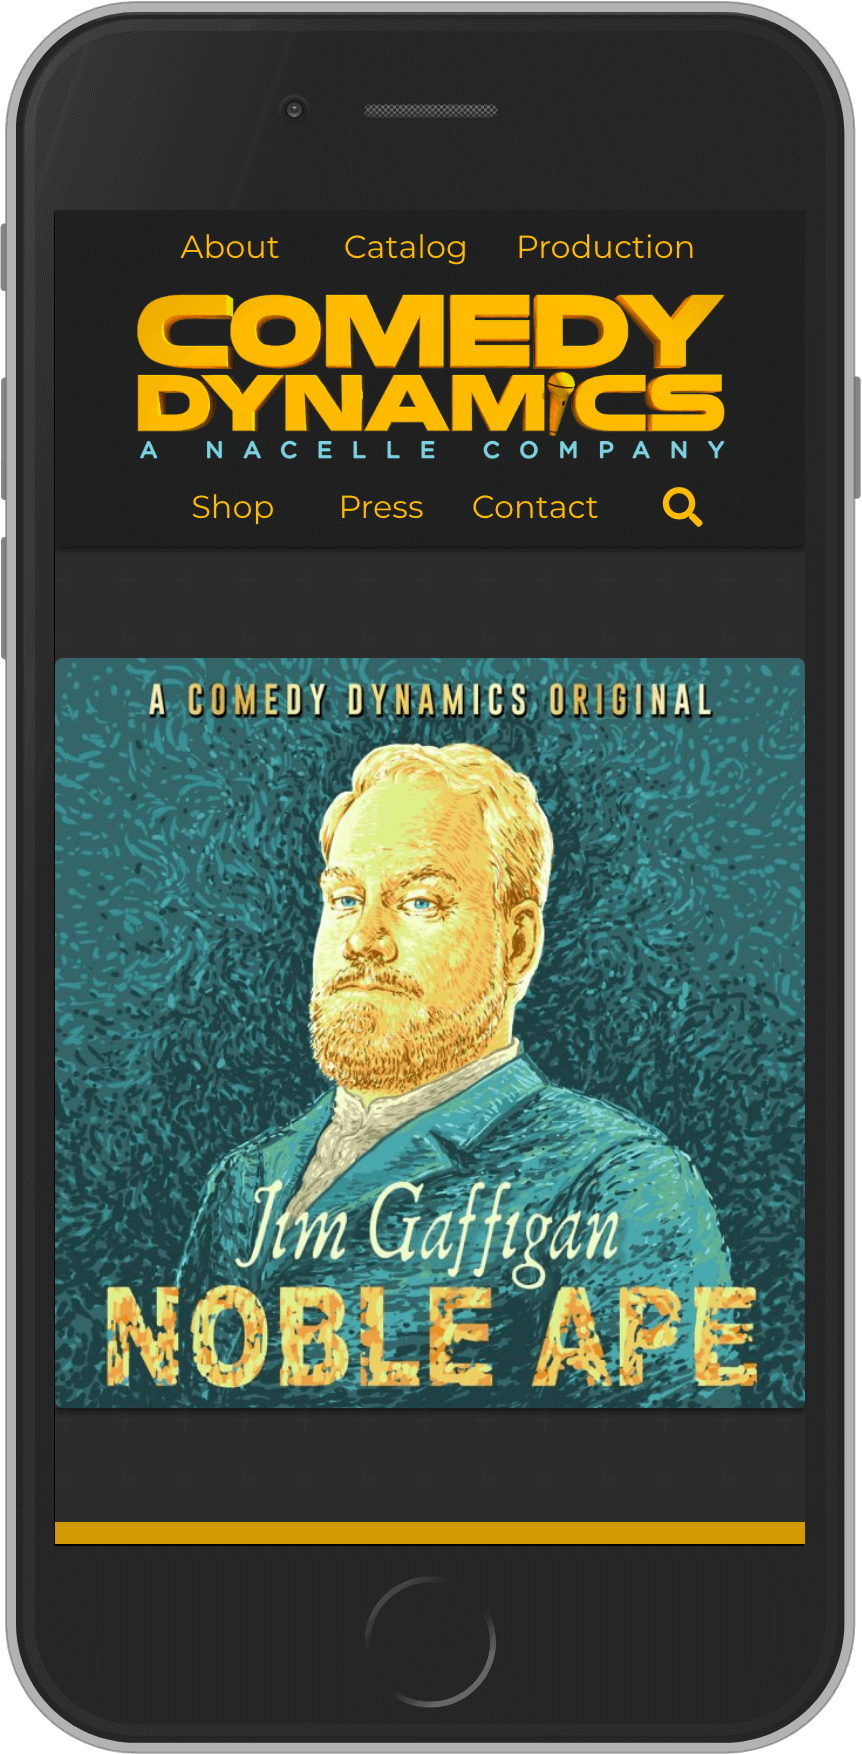 About Catalog Production
COMEDY
DYNAMICS
A NACELLE COMPANY
Shop Press Contact
A COMEDY DYNAMICS ORIGINAL
Jim Gaffigan
NOBLE APE